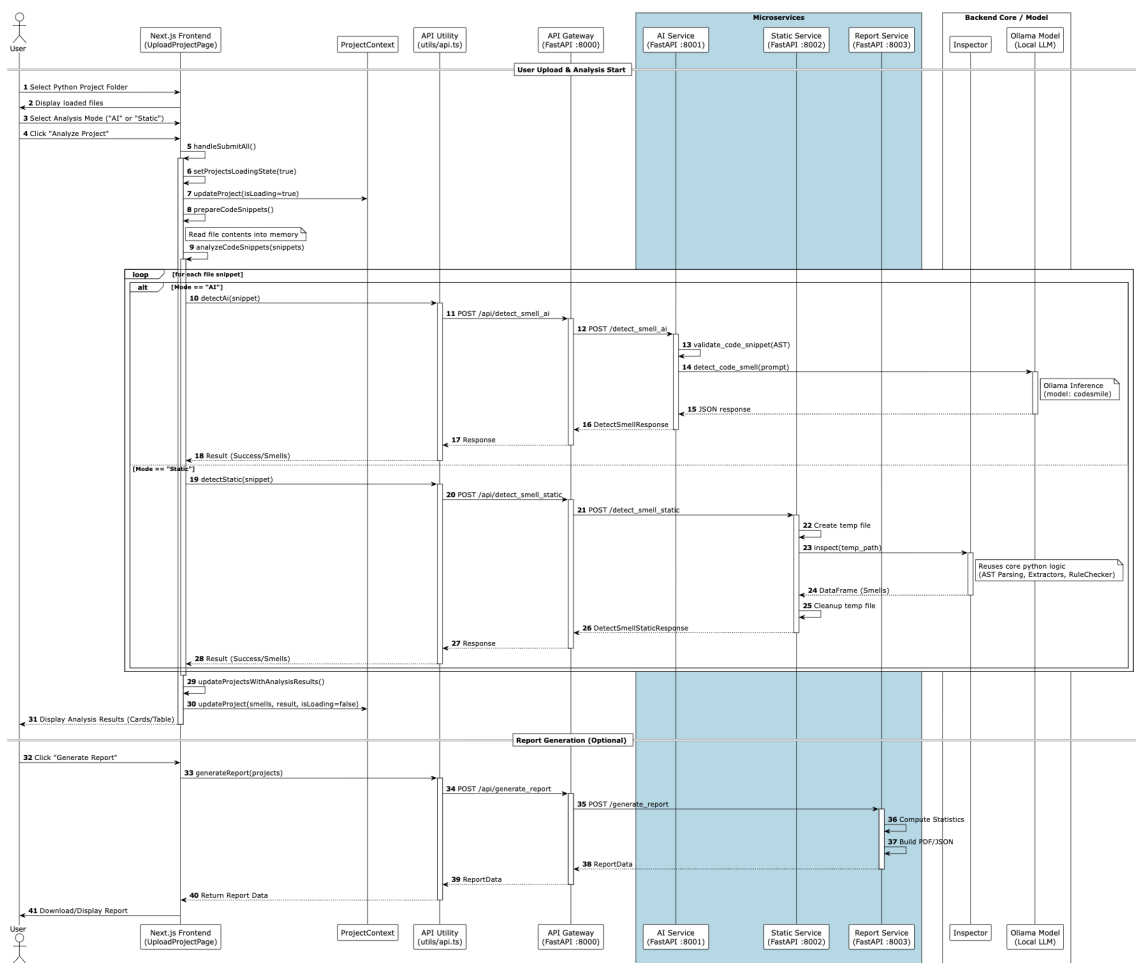 Microservices
Backend Core / Model
User
Next.js Frontend
(UploadProjectPage)
ProjectContext
API Utility
(utils/api.ts)
API Gateway
(FastAPI :8000)
AI Service
(FastAPI :8001)
Static Service
(FastAPI :8002)
Report Service
(FastAPI :8003)
Inspector
Ollama Model
(Local LLM)
User Upload & Analysis Start
1 Select Python Project Folder
2 Display loaded files
3 Select Analysis Mode ("AI" or "Static")
4 Click "Analyze Project"
5 handleSubmitAll()
6 setProjectsLoadingState(true)
7 updateProject(isLoading=true)
8 prepareCodeSnippets()
Read file contents into memory
9 analyzeCodeSnippets(snippets)
loop [for each file snippet]
alt [Mode == "AI"]
10 detectAi(snippet)
11 POST /api/detect_smell_ai
12 POST /detect_smell_ai
13 validate_code_snippet(AST)
14 detect_code_smell(prompt)
Ollama Inference
(model: codesmile)
15 JSON response
16 DetectSmellResponse
17 Response
18 Result (Success/Smells)
[Mode == "Static"]
19 detectStatic(snippet)
20 POST /api/detect_smell_static
21 POST /detect_smell_static
22 Create temp file
23 inspect(temp_path)
Reuses core python logic
(AST Parsing, Extractors, RuleChecker)
24 DataFrame (Smells)
25 Cleanup temp file
26 DetectSmellStaticResponse
27 Response
28 Result (Success/Smells)
29 updateProjectsWithAnalysisResults()
30 updateProject(smells, result, isLoading=false)
31 Display Analysis Results (Cards/Table)
Report Generation (Optional)
32 Click "Generate Report"
33 generateReport(projects)
34 POST /api/generate_report
35 POST /generate_report
36 Compute Statistics
37 Build PDF/JSON
38 ReportData
39 ReportData
40 Return Report Data
41 Download/Display Report
User
Next.js Frontend
(UploadProjectPage)
ProjectContext
API Utility
(utils/api.ts)
API Gateway
(FastAPI :8000)
AI Service
(FastAPI :8001)
Static Service
(FastAPI :8002)
Report Service
(FastAPI :8003)
Inspector
Ollama Model
(Local LLM)